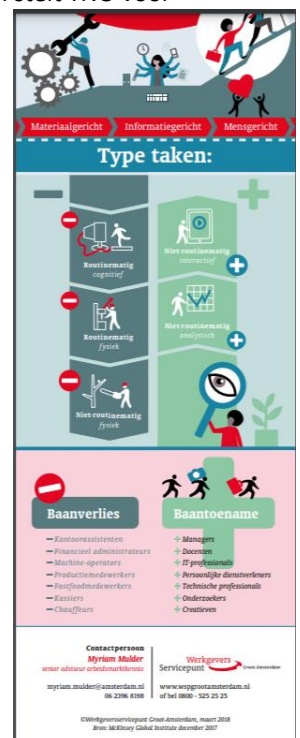 Materiaalgericht Informatiegericht Mensgericht
Type taken:
Routinematig
cognitief
Niet-routinematig
interactief
Routinematig
fysiek
Niet-routinematig
analytisch
Niet-routinematig
fysiek
Baanverlies
Kantoorassistenten
Financieel administrateurs
Machine-operators
Productiemedewerkers
Fastfoodmedewerkers
Kassiers
Chauffeurs
Baantoename
Managers
Docenten
IT-professionals
Persoonlijke dienstverleners
Technische professionals
Onderzoekers
Creatieven
Contactpersoon
Myriam Mulder
senior adviseur arbeidsmarktkennis
myriam.mulder@amsterdam.nl
06 2396 8198
Werkgevers
Servicepunt Groot-Amsterdam
www.wspgrootamsterdam.nl
of bel 0800 - 525 25 25
©Werkgeversservicepunt Groot-Amsterdam, maart 2018
Bron: McKinsey Global Institute december 2017